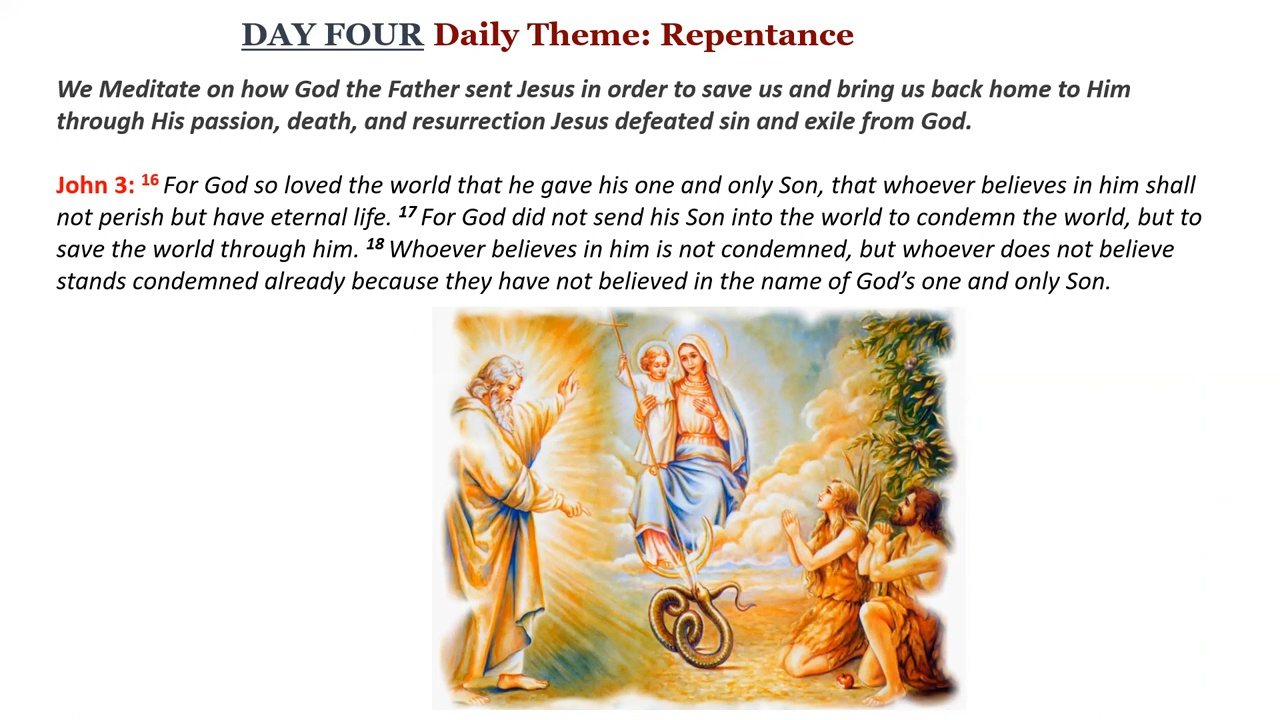 DAY FOUR Daily Theme: Repentance
We Meditate on how God the Father sent Jesus in order to save us and bring us back home to Him
through His passion, death, and resurrection Jesus defeated sin and exile from God.
John 3: 16 For God so loved the world that he gave his one and only Son, that whoever believes in him shall
not perish but have eternal life. 17 For God did not send his Son into the world to condemn the world, but to
save the world through him. 18 Whoever believes in him is not condemned, but whoever does not believe
stands condemned already because they have not believed in the name of God’s one and only Son.